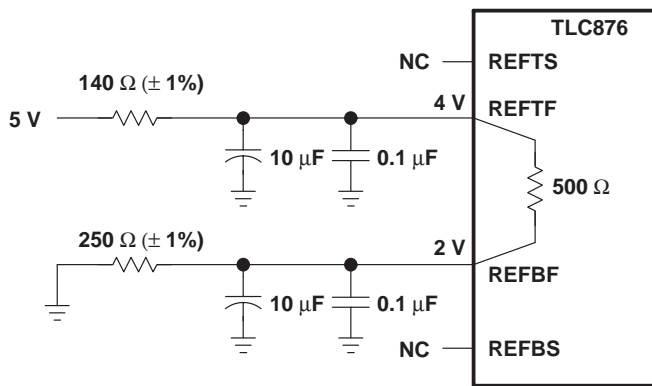 TLC876
NC
REFTS
140 Ω (± 1%)
4 V
REFTF
5 V
10 μF
0.1 μF
500 Ω
250 Ω (± 1%)
2 V
REFBF
10 μF
0.1 μF
NC
REFBS